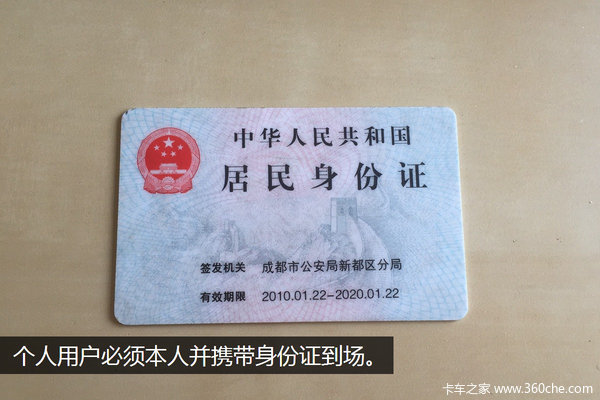 中华人民共和国
居民身份证
签发机关 成都市公安局新都区分局
有效期限 2010.01.22-2020.01.22
个人用户必须本人并携带身份证到场。
卡车之家 www.360che.com